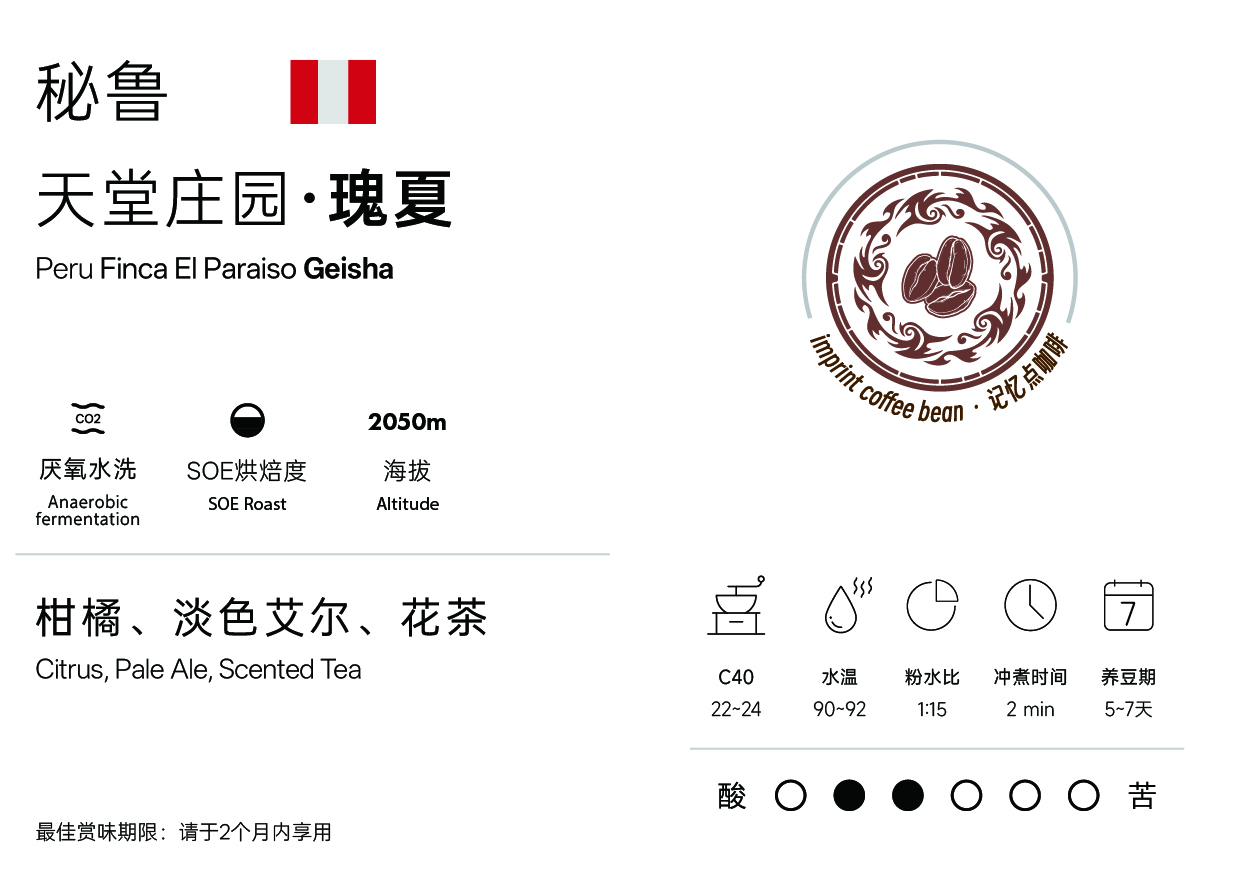 秘鲁
天堂庄园·瑰夏
Peru Finca El Paraiso Geisha
CO2
2050m
厌氧水洗
SOE烘焙度
海拔
Anaerobic
fermentation
SOE Roast
Altitude
柑橘、淡色艾尔、花茶
Citrus, Pale Ale, Scented Tea
最佳赏味期限：请于2个月内享用
imprint coffee bean · 记忆点咖啡
7
C40
水温
粉水比
冲煮时间
养豆期
22~24
90~92
1:15
2 min
5~7天
酸
苦